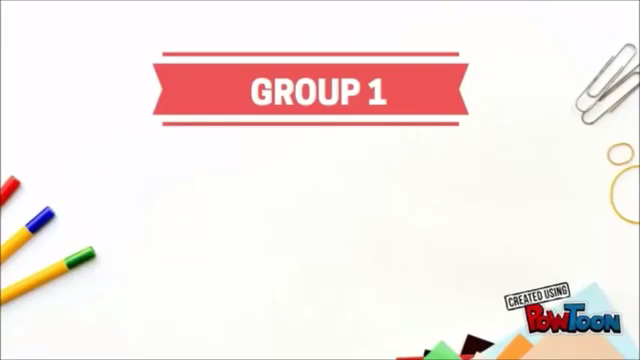 GROUP 1
CREATED USING
POWTOON